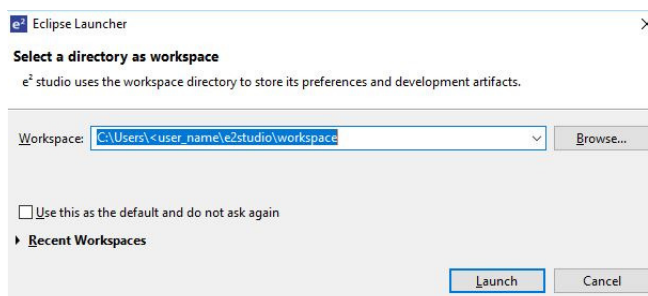 e² Eclipse Launcher
Select a directory as workspace
e² studio uses the workspace directory to store its preferences and development artifacts.
Workspace: C:\Users\<user_name\e2studio\workspace Browse...
Use this as the default and do not ask again
Recent Workspaces
Launch Cancel